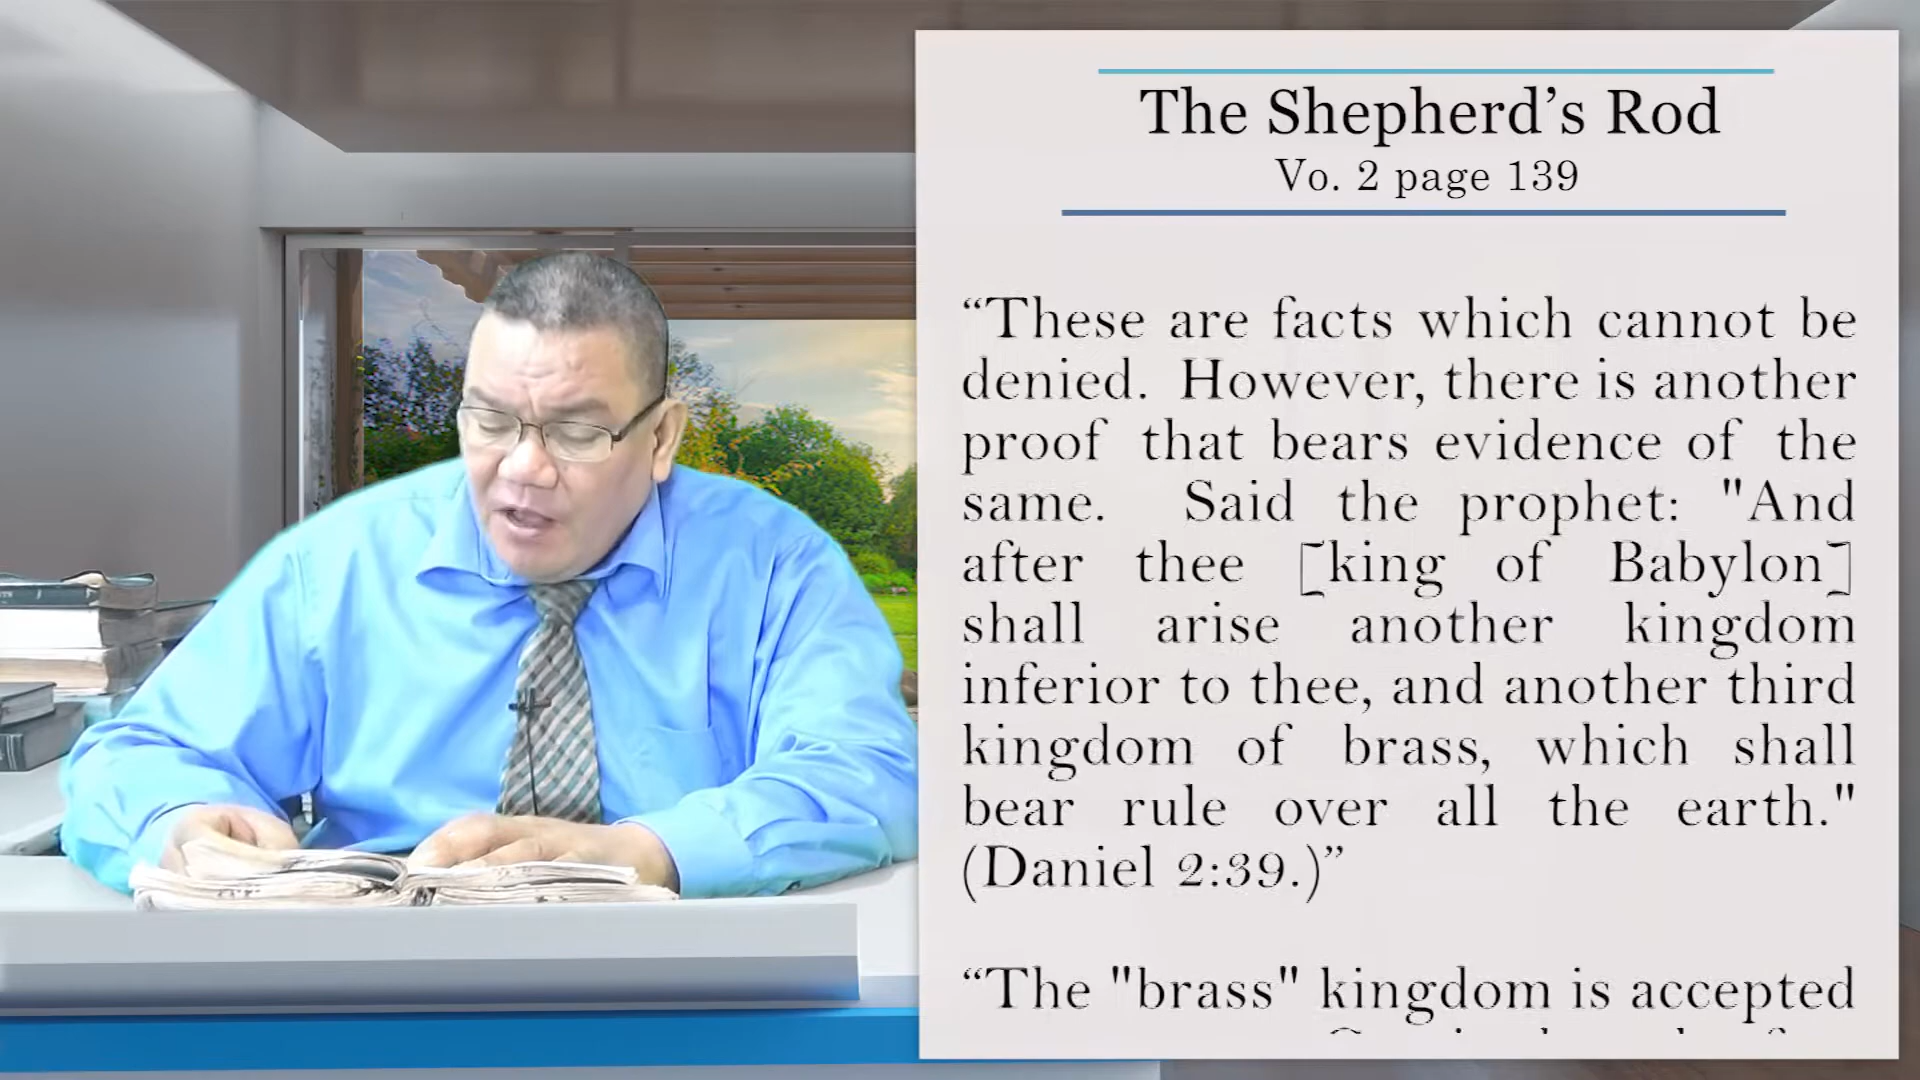 The Shepherd’s Rod
Vo. 2 page 139
“These are facts which cannot be
denied. However, there is another
proof that bears evidence of the
same. Said the prophet: "And
after thee [king of Babylon]
shall arise another kingdom
inferior to thee, and another third
kingdom of brass, which shall
bear rule over all the earth."
(Daniel 2:39.)”
“The "brass" kingdom is accepted